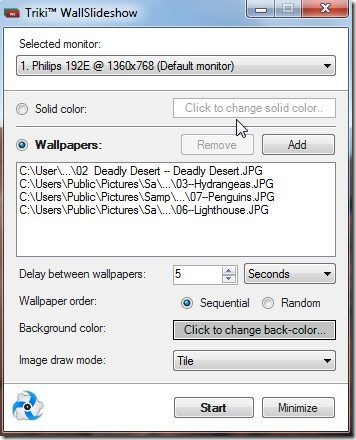 Triki™ WallSlideshow
Selected monitor:
1. Philips 192E @ 1360x768 (Default monitor)
Solid color:
Click to change solid color..
Wallpapers:
Remove
Add
C:\User\...\02  Deadly Desert -- Deadly Desert.JPG
C:\Users\Public\Pictures\Sa\...\03--Hydrangeas.JPG
C:\Users\Public\Pictures\Samp\...\07--Penguins.JPG
C:\Users\Public\Pictures\Sa\...\06--Lighthouse.JPG
Delay between wallpapers:
5
Seconds
Wallpaper order:
Sequential
Random
Background color:
Click to change back-color...
Image draw mode:
Tile
Start
Minimize